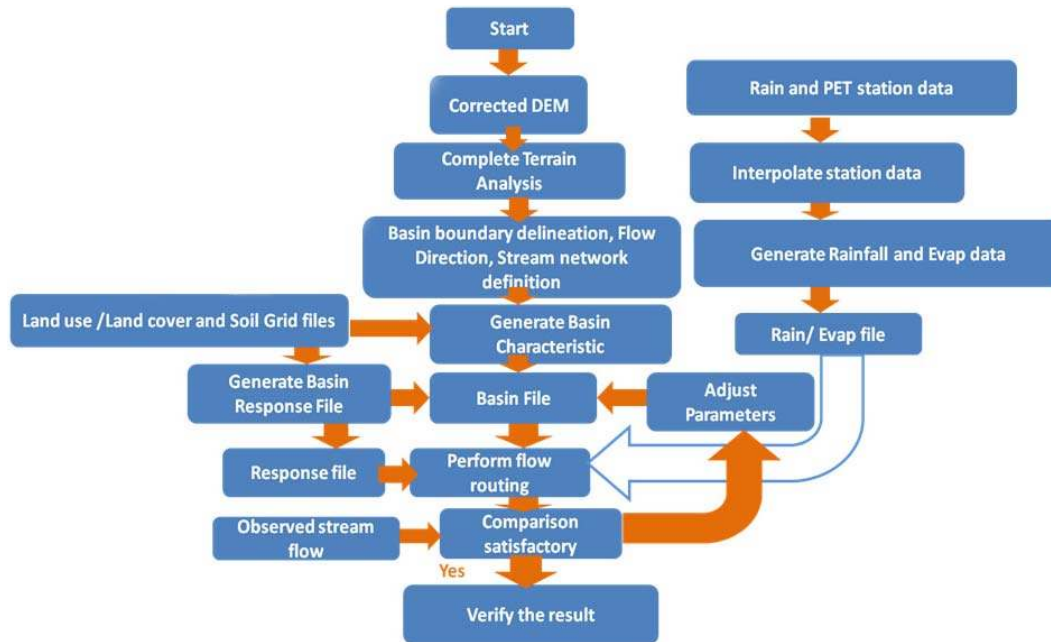 Start
Corrected DEM
Rain and PET station data
Complete Terrain
Analysis
Interpolate station data
Basin boundary delineation, Flow
Direction, Stream network
definition
Generate Rainfall and Evap data
Land use /Land cover and Soil Grid files
Generate Basin
Characteristic
Rain/ Evap file
Generate Basin
Response File
Basin File
Adjust
Parameters
Response file
Perform flow
routing
Observed stream
flow
Comparison
satisfactory
Yes
Verify the result